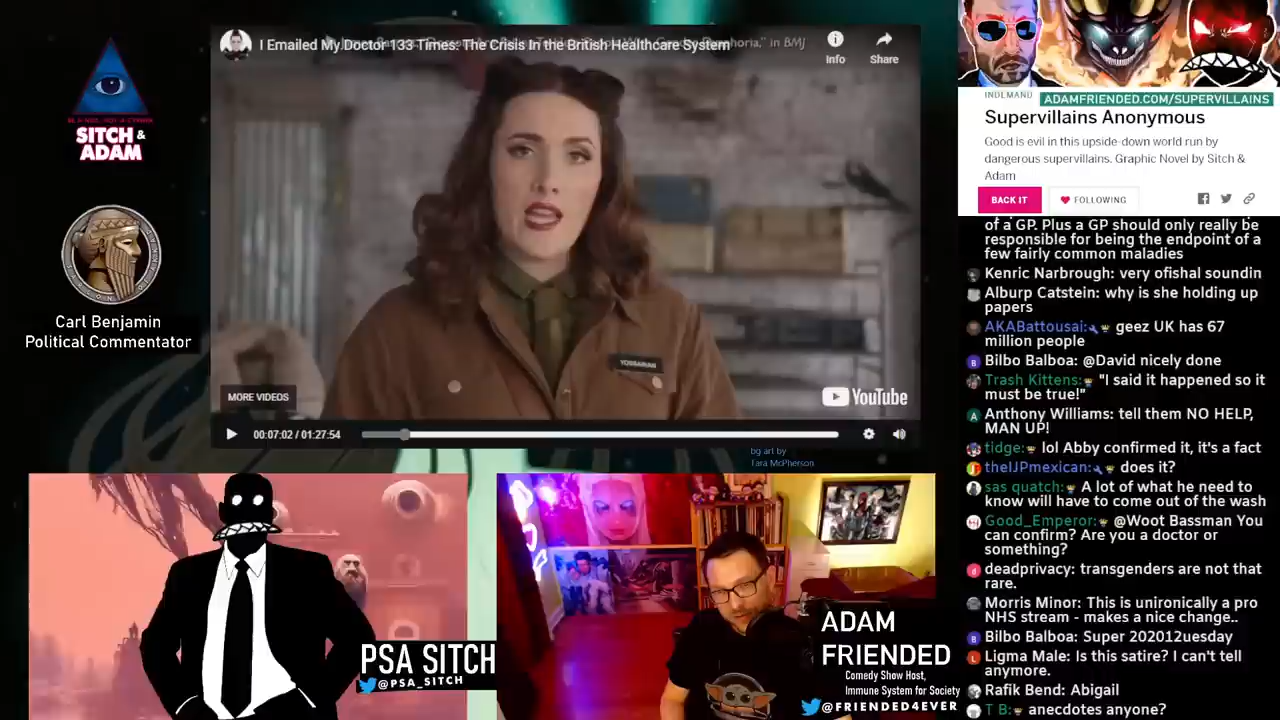 I Emailed My Doctor 133 Times: The Crisis In the British Healthcare System
in BMJ
Info
Share
SITCH &
ADAM
Carl Benjamin
Political Commentator
YOSSARIAN
MORE VIDEOS
YouTube
00:07:02 / 01:27:54
bg art by
Tara McPherson
PSA SITCH
@PSA_SITCH
ADAM
FRIENDED
Comedy Show Host,
Immune System for Society
@FRIENDED4EVER
INDEMAND
ADAMFRIENDED.COM/SUPERVILLAINS
Supervillains Anonymous
Good is evil in this upside-down world run by
dangerous supervillains. Graphic Novel by Sitch &
Adam
BACK IT
FOLLOWING
of a GP. Plus a GP should only really be
responsible for being the endpoint of a
few fairly common maladies
Kenric Narbrough: very ofishal soundin
Alburp Catstein: why is she holding up
papers
AKABattousai: geez UK has 67
million people
Bilbo Balboa: @David nicely done
Trash Kittens: "I said it happened so it
must be true!"
Anthony Williams: tell them NO HELP,
MAN UP!
tidge: lol Abby confirmed it, it's a fact
theIJPmexican: does it?
sas quatch: A lot of what he need to
know will have to come out of the wash
Good_Emperor: @Woot Bassman You
can confirm? Are you a doctor or
something?
deadprivacy: transgenders are not that
rare.
Morris Minor: This is unironically a pro
NHS stream - makes a nice change..
Bilbo Balboa: Super 202012uesday
Ligma Male: Is this satire? I can't tell
anymore.
Rafik Bend: Abigail
T B: anecdotes anyone?